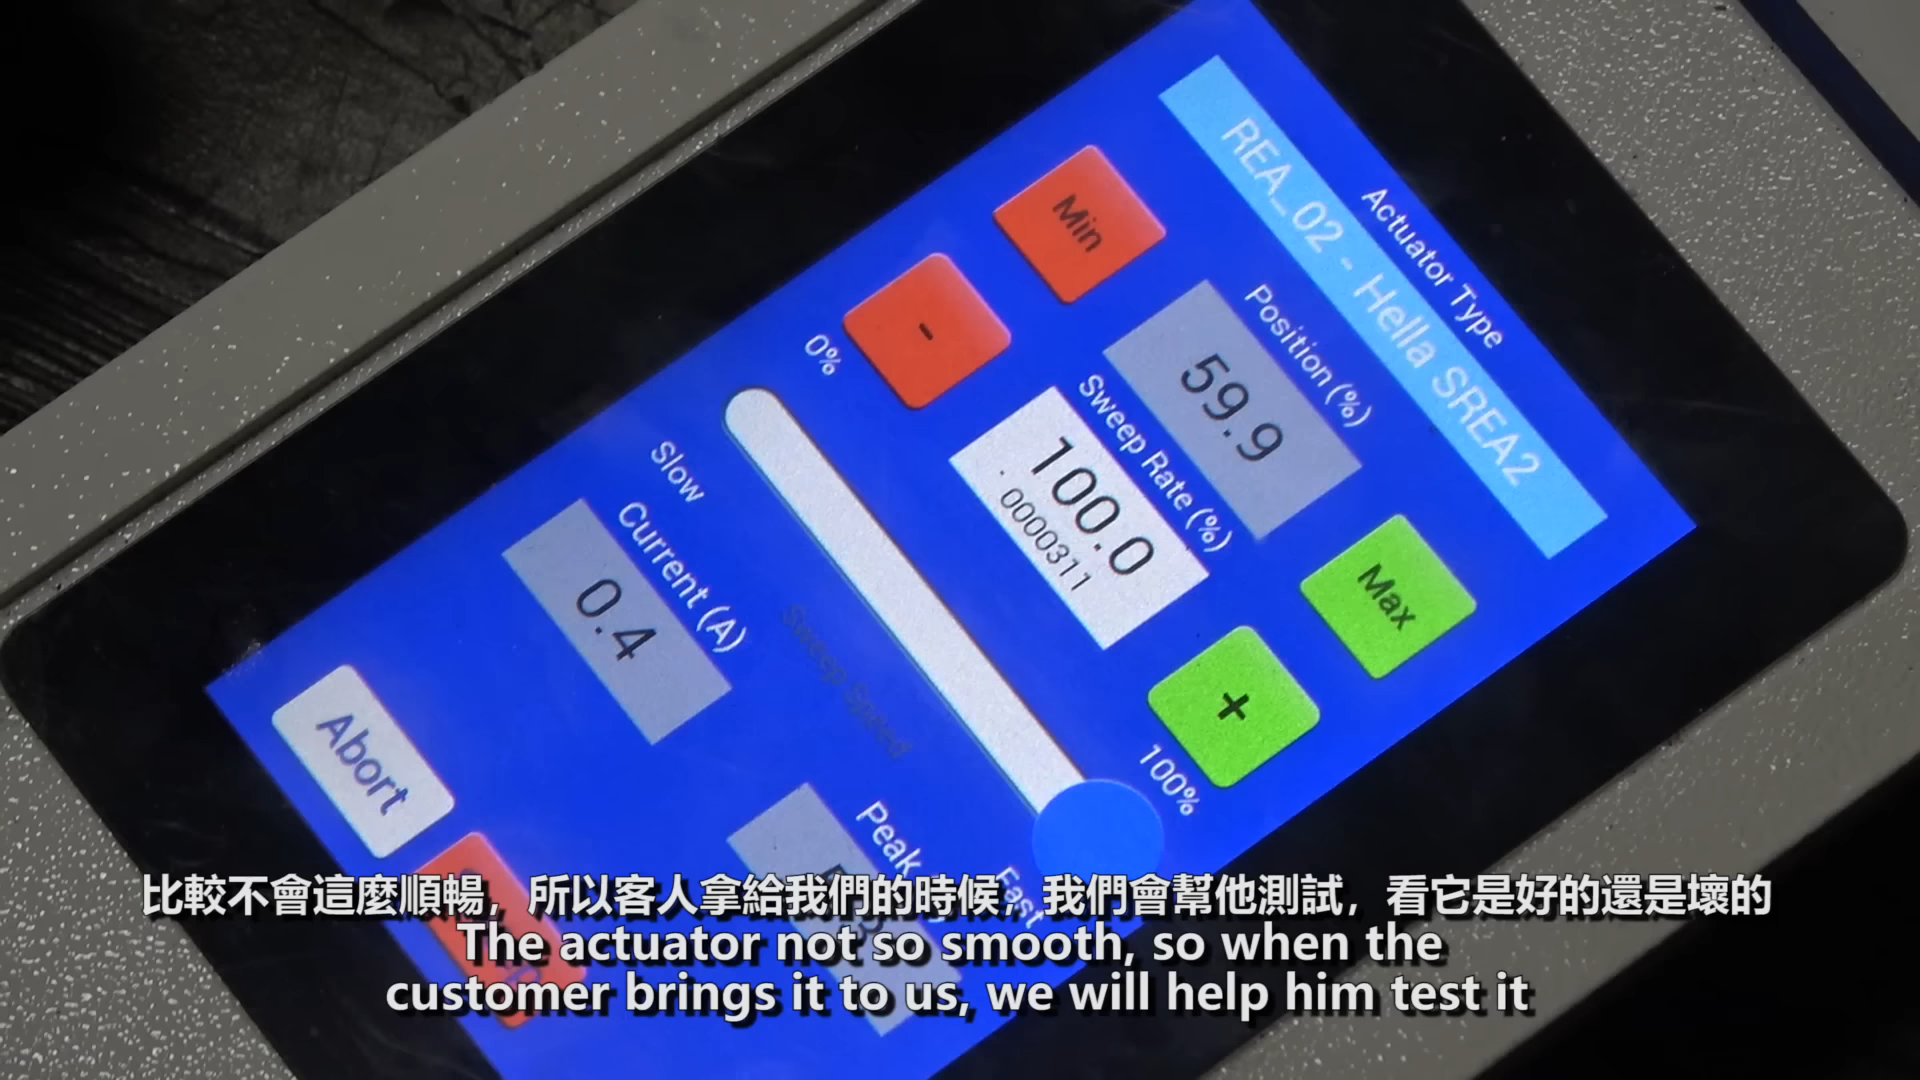 Actuator Type
REA_02 - Hella SREA2
Min
Position (%)
59.9
Max
-
Sweep Rate (%)
100.0
.0000311
+
0%
100%
Slow
Fast
Sweep Speed
Current (A)
0.4
Peak
Abort
比較不會這麼順暢，所以客人拿給我們的時候，我們會幫他測試，看它是好的還是壞的
The actuator not so smooth, so when the
customer brings it to us, we will help him test it